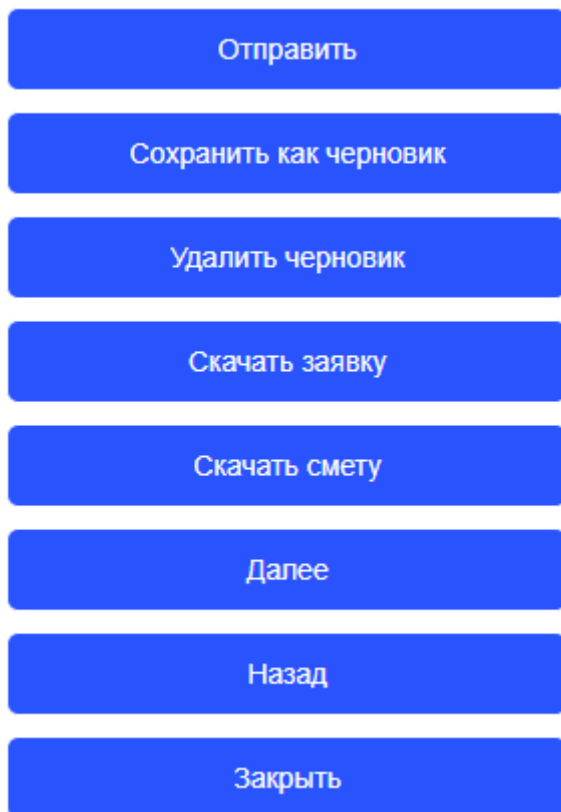 Отправить
Сохранить как черновик
Удалить черновик
Скачать заявку
Скачать смету
Далее
Назад
Закрыть